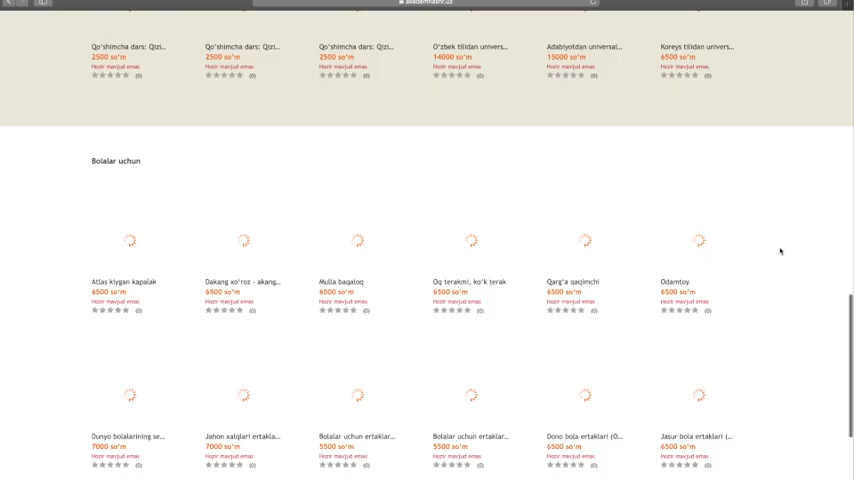 akademnashr.uz
Qo‘shimcha dars: Qizi... Qo‘shimcha dars: Qizi... Qo‘shimcha dars: Qizi... O‘zbek tilidan univers... Adabiyotdan universal... Koreys tilidan univers...
2500 so‘m 2500 so‘m 2500 so‘m 14000 so‘m 15000 so‘m 6500 so‘m
Hozir mavjud emas Hozir mavjud emas Hozir mavjud emas Hozir mavjud emas Hozir mavjud emas Hozir mavjud emas
(0) (0) (0) (0) (0) (0)
Bolalar uchun
Atlas kiygan kapalak Dakang xo‘roz - akang... Mulla baqaloq Oq terakmi, ko‘k terak Qarg‘a qaqimchi Odamtoy
6500 so‘m 6500 so‘m 6500 so‘m 6500 so‘m 6500 so‘m 6500 so‘m
Hozir mavjud emas Hozir mavjud emas Hozir mavjud emas Hozir mavjud emas Hozir mavjud emas Hozir mavjud emas
(0) (0) (0) (0) (0) (0)
Dunyo bolalarining se... Jahon xalqlari ertakla... Bolalar uchun ertaklar... Bolalar uchun ertaklar... Dono bola ertaklari (O... Jasur bola ertaklari (...
7000 so‘m 7000 so‘m 5500 so‘m 5500 so‘m 6500 so‘m 6500 so‘m
Hozir mavjud emas Hozir mavjud emas Hozir mavjud emas Hozir mavjud emas Hozir mavjud emas Hozir mavjud emas
(0) (0) (0) (0) (0) (0)